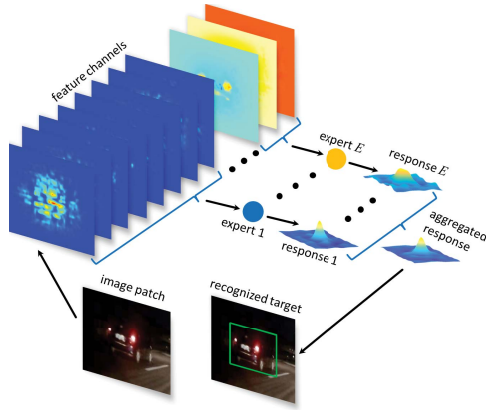 feature channels
expert E
response E
expert 1
response 1
aggregated
response
image patch
recognized target